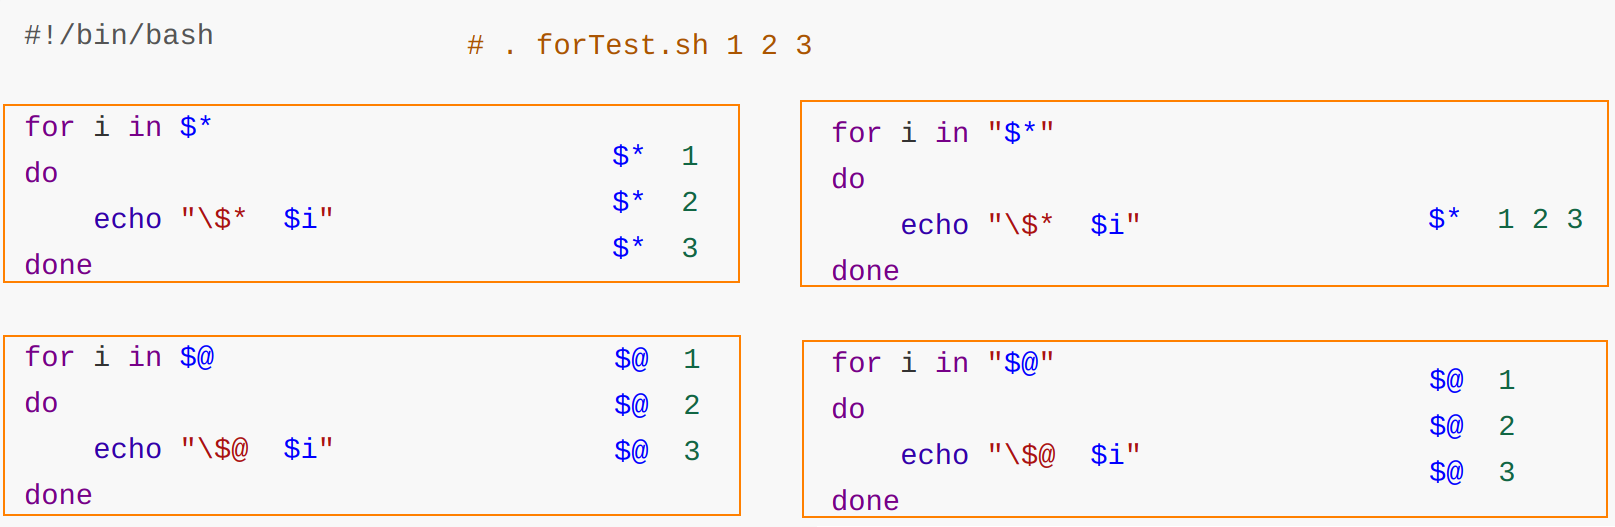 #!/bin/bash
# . forTest.sh 1 2 3
for i in $*
do
    echo "\$*  $i"
done
$*  1
$*  2
$*  3
for i in "$*"
do
    echo "\$*  $i"
done
$*  1 2 3
for i in $@
do
    echo "\$@  $i"
done
$@  1
$@  2
$@  3
for i in "$@"
do
    echo "\$@  $i"
done
$@  1
$@  2
$@  3